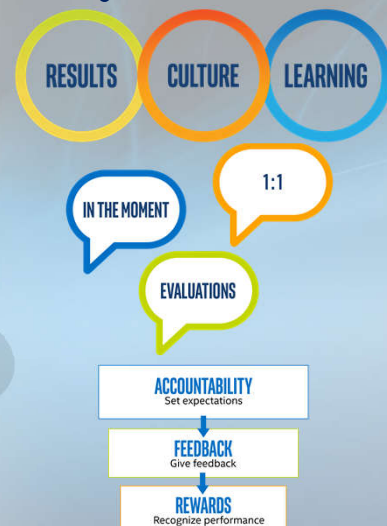 RESULTS
CULTURE
LEARNING
IN THE MOMENT
1:1
EVALUATIONS
ACCOUNTABILITY
Set expectations
FEEDBACK
Give feedback
REWARDS
Recognize performance